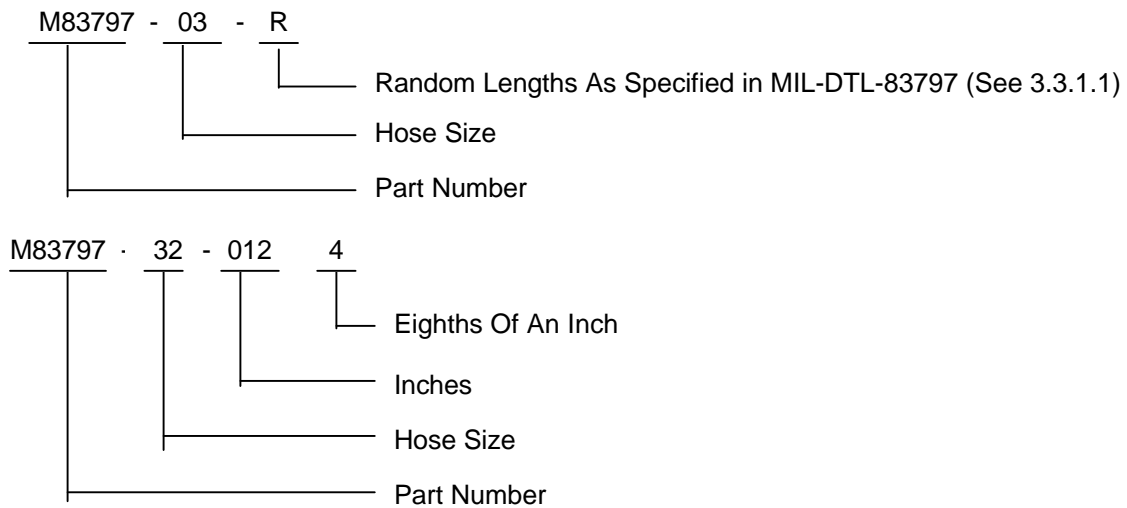 M83797 - 03 - R
Random Lengths As Specified in MIL-DTL-83797 (See 3.3.1.1)
Hose Size
Part Number
M83797 - 32 - 012 4
Eighths Of An Inch
Inches
Hose Size
Part Number